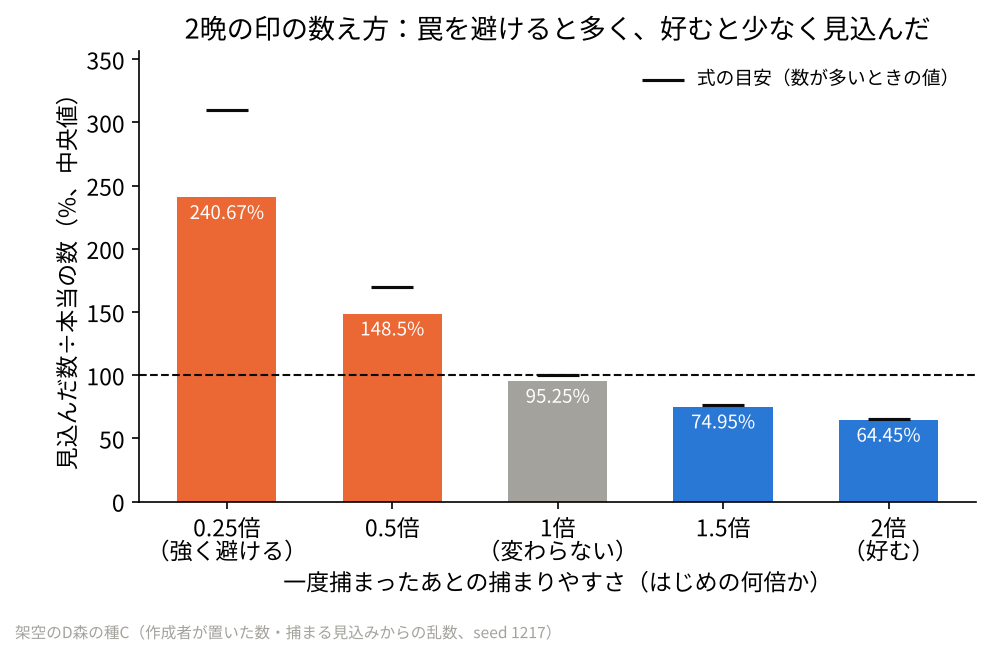 2晩の印の数え方：罠を避けると多く、好むと少なく見込んだ
式の目安（数が多いときの値）
見込んだ数÷本当の数（％、中央値）
350
300
250
200
150
100
50
0
240.67%
148.5%
95.25%
74.95%
64.45%
0.25倍
（強く避ける）
0.5倍
1倍
（変わらない）
1.5倍
2倍
（好む）
一度捕まったあとの捕まりやすさ（はじめの何倍か）
架空のD森の種C（作成者が置いた数・捕まる見込みからの乱数、seed 1217）